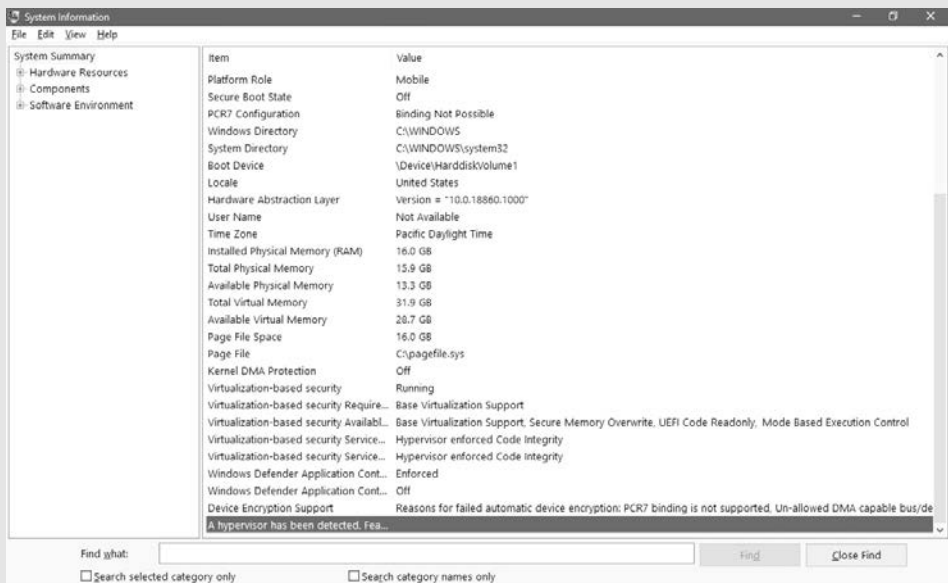 System Information
File Edit View Help
System Summary
Hardware Resources
Components
Software Environment
Item Value
Platform Role Mobile
Secure Boot State Off
PCR7 Configuration Binding Not Possible
Windows Directory C:\WINDOWS
System Directory C:\WINDOWS\system32
Boot Device \Device\HarddiskVolume1
Locale United States
Hardware Abstraction Layer Version = "10.0.18860.1000"
User Name Not Available
Time Zone Pacific Daylight Time
Installed Physical Memory (RAM) 16.0 GB
Total Physical Memory 15.9 GB
Available Physical Memory 13.3 GB
Total Virtual Memory 31.9 GB
Available Virtual Memory 28.7 GB
Page File Space 16.0 GB
Page File C:\pagefile.sys
Kernel DMA Protection Off
Virtualization-based security Running
Virtualization-based security Require... Base Virtualization Support
Virtualization-based security Availabl... Base Virtualization Support, Secure Memory Overwrite, UEFI Code Readonly, Mode Based Execution Control
Virtualization-based security Service... Hypervisor enforced Code Integrity
Virtualization-based security Service... Hypervisor enforced Code Integrity
Windows Defender Application Cont... Enforced
Windows Defender Application Cont... Off
Device Encryption Support Reasons for failed automatic device encryption: PCR7 binding is not supported, Un-allowed DMA capable bus/de
A hypervisor has been detected. Fea...
Find what: Find Close Find
Search selected category only Search category names only